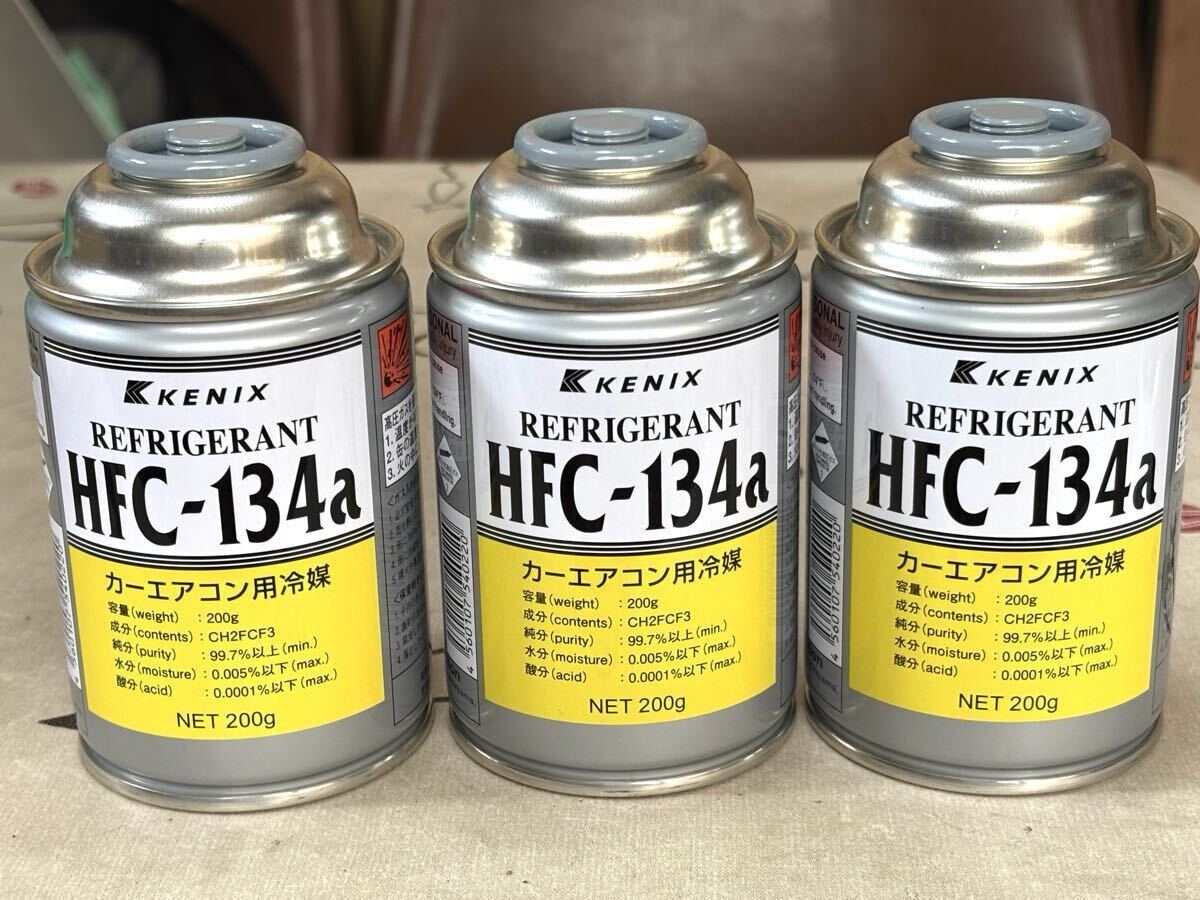 KENIX
REFRIGERANT
HFC-134a
カーエアコン用冷媒
容量(weight) : 200g
成分(contents) : CH2FCF3
純分(purity) : 99.7%以上(min.)
水分(moisture) : 0.005%以下(max.)
酸分(acid) : 0.0001%以下(max.)
NET 200g
KENIX
REFRIGERANT
HFC-134a
カーエアコン用冷媒
容量(weight) : 200g
成分(contents) : CH2FCF3
純分(purity) : 99.7%以上(min.)
水分(moisture) : 0.005%以下(max.)
酸分(acid) : 0.0001%以下(max.)
NET 200g
4560107540220
KENIX
REFRIGERANT
HFC-134a
カーエアコン用冷媒
容量(weight) : 200g
成分(contents) : CH2FCF3
純分(purity) : 99.7%以上(min.)
水分(moisture) : 0.005%以下(max.)
酸分(acid) : 0.0001%以下(max.)
NET 200g
4560107540220